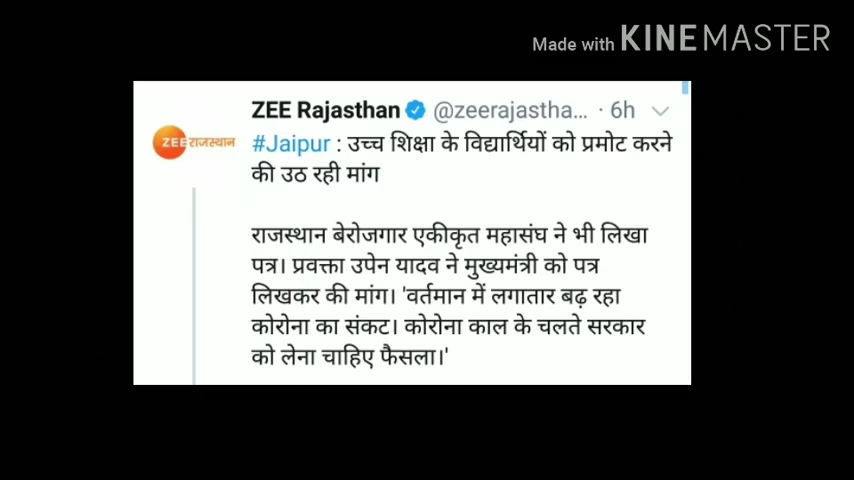 Made with KINEMASTER
ZEE Rajasthan @zeerajastha... · 6h
ZEE राजस्थान
#Jaipur : उच्च शिक्षा के विद्यार्थियों को प्रमोट करने
की उठ रही मांग
राजस्थान बेरोजगार एकीकृत महासंघ ने भी लिखा
पत्र। प्रवक्ता उपेन यादव ने मुख्यमंत्री को पत्र
लिखकर की मांग। 'वर्तमान में लगातार बढ़ रहा
कोरोना का संकट। कोरोना काल के चलते सरकार
को लेना चाहिए फैसला।'